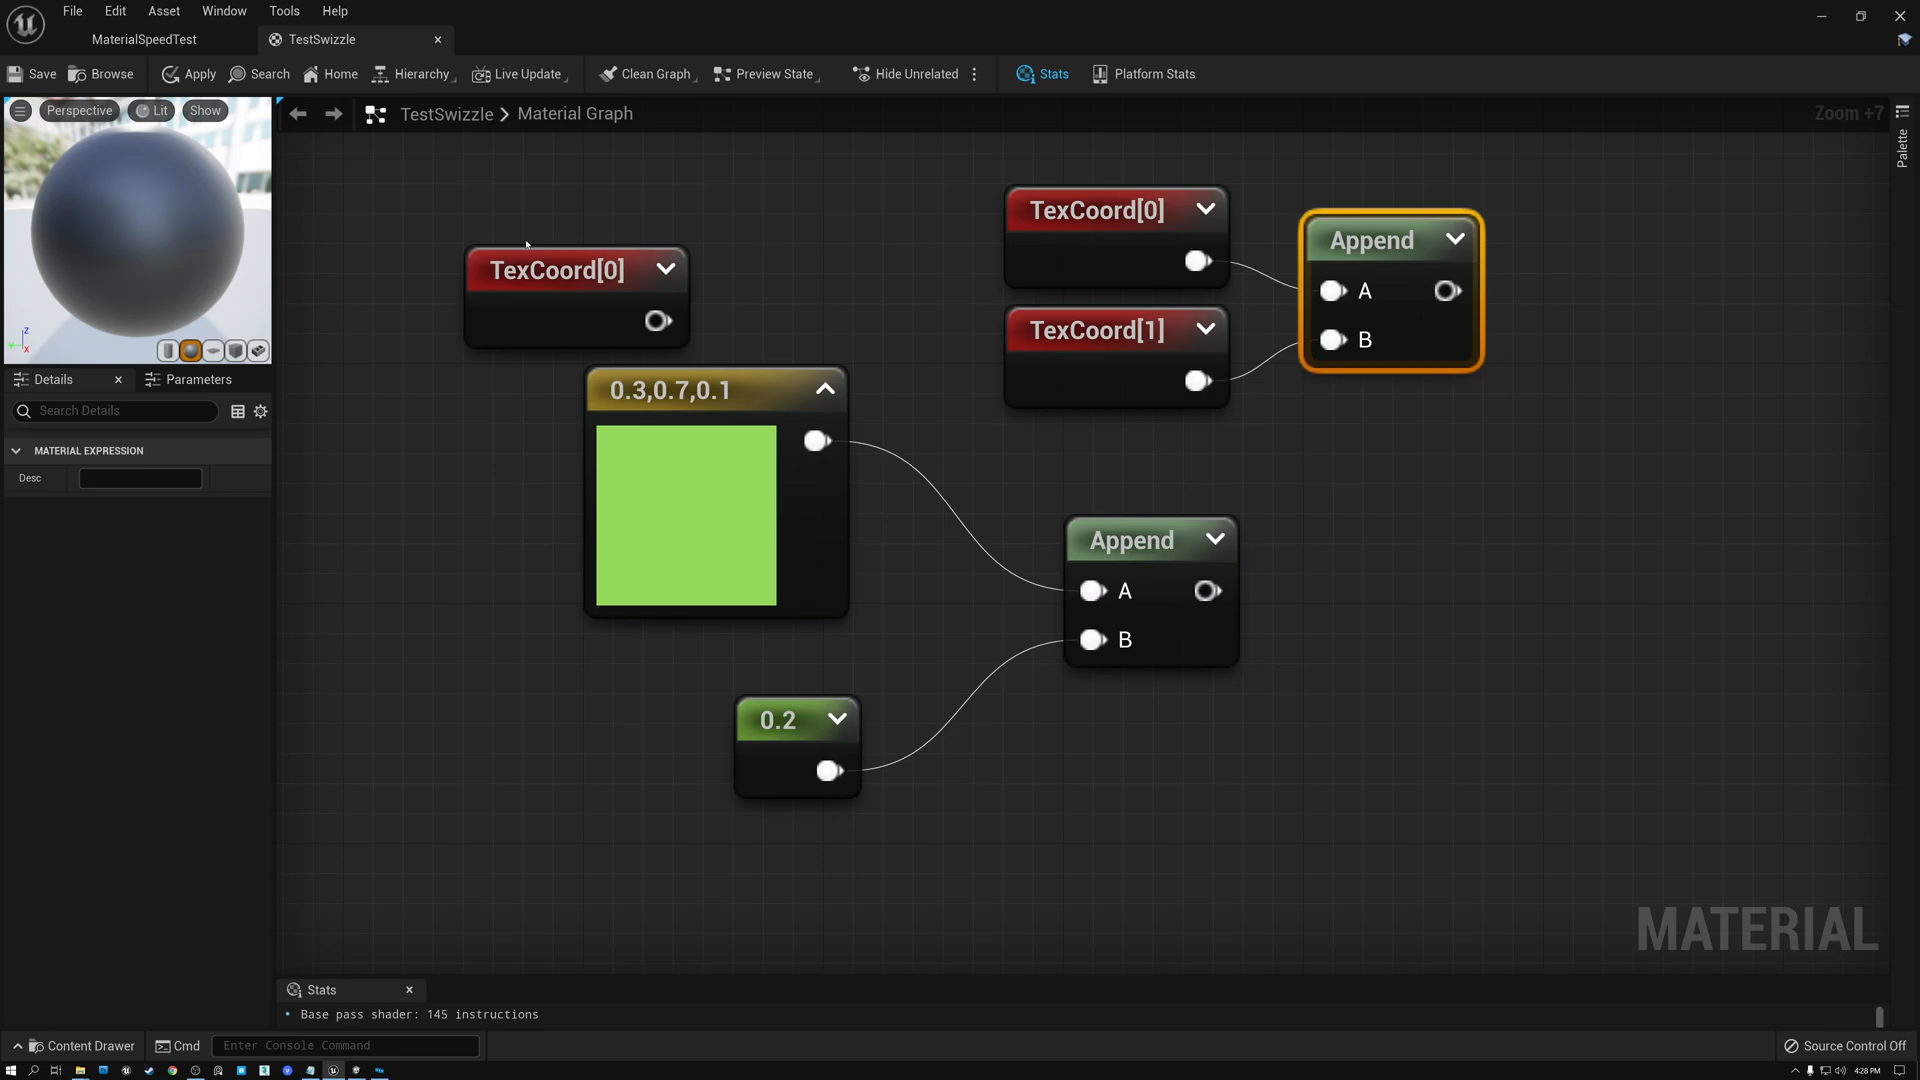 File Edit Asset Window Tools Help
MaterialSpeedTest
TestSwizzle
Save Browse Apply Search Home Hierarchy Live Update Clean Graph Preview State Hide Unrelated Stats Platform Stats
Perspective Lit Show
TestSwizzle Material Graph
Zoom +7
Palette
TexCoord[0]
TexCoord[0]
Append
A
B
TexCoord[1]
0.3,0.7,0.1
Append
A
B
0.2
z
Y
x
Details
Parameters
Search Details
MATERIAL EXPRESSION
Desc
MATERIAL
Stats
Base pass shader: 145 instructions
Content Drawer
Cmd
Enter Console Command
Source Control Off
4:28 PM